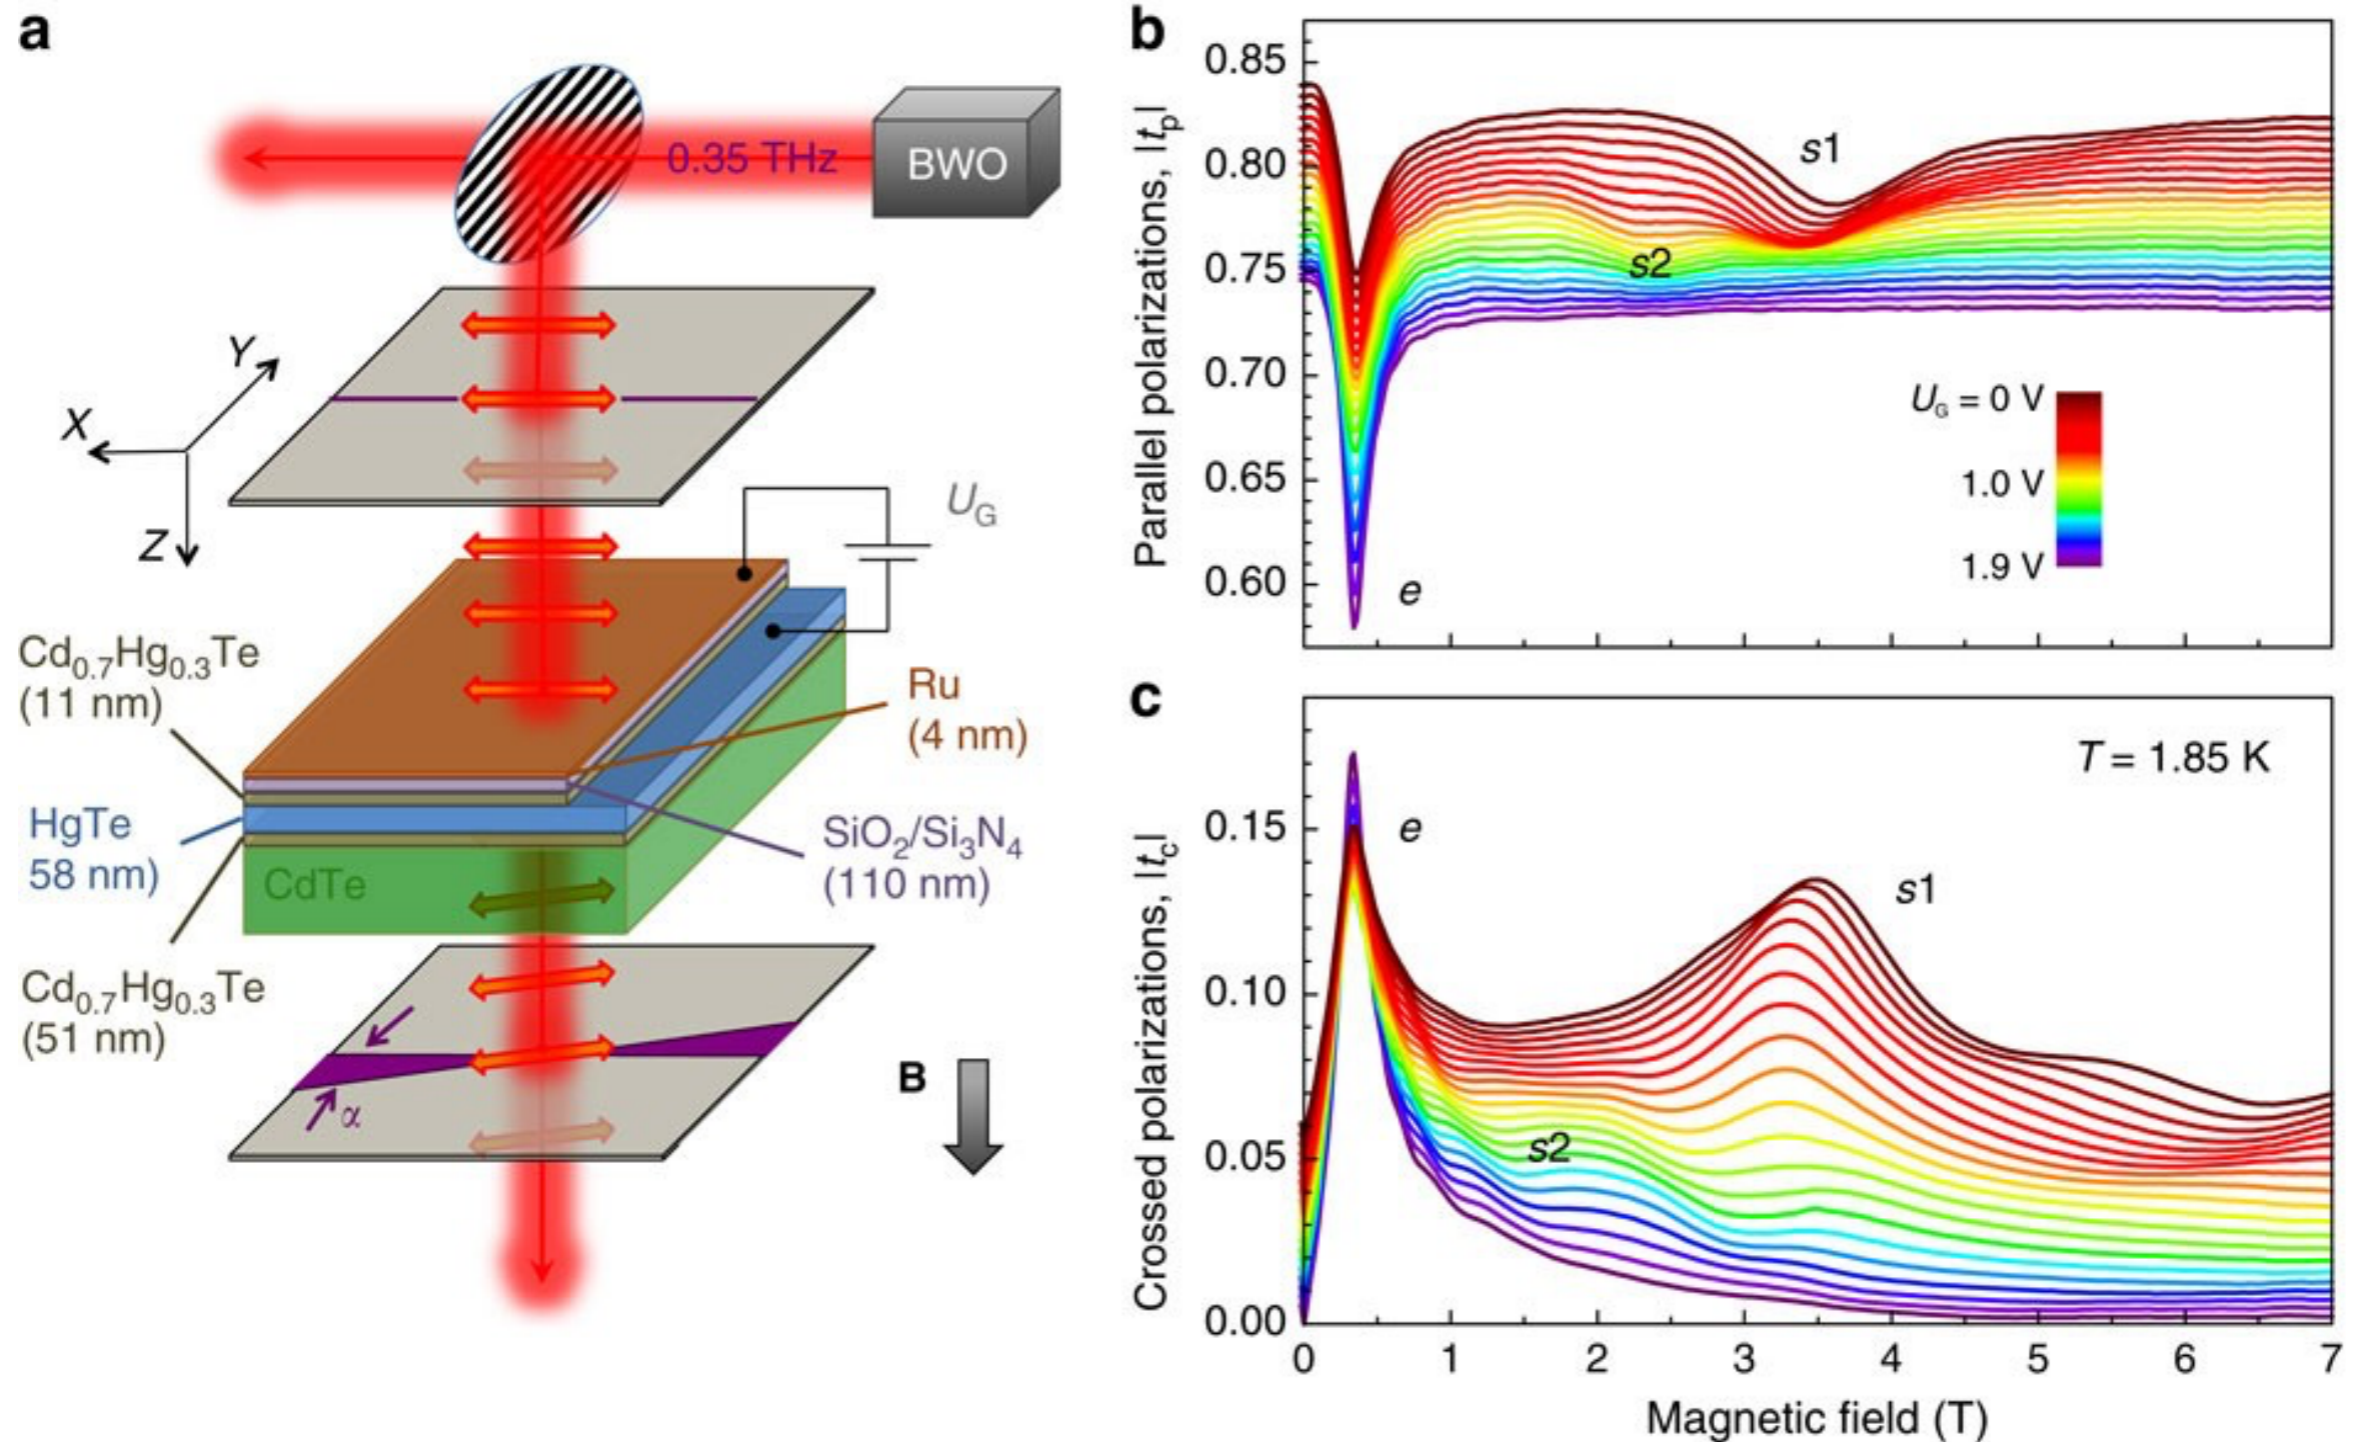 a
0.35 THz
BWO
Y
X
Z
U_G
Cd₀.₇Hg₀.₃Te
(11 nm)
Ru
(4 nm)
HgTe
58 nm)
SiO₂/Si₃N₄
(110 nm)
CdTe
Cd₀.₇Hg₀.₃Te
(51 nm)
B
α
b
Parallel polarizations, |tₚ|
0.85
0.80
0.75
0.70
0.65
0.60
s1
s2
e
U_G = 0 V
1.0 V
1.9 V
c
Crossed polarizations, |t_c|
0.15
0.10
0.05
0.00
T = 1.85 K
e
s1
s2
0 1 2 3 4 5 6 7
Magnetic field (T)